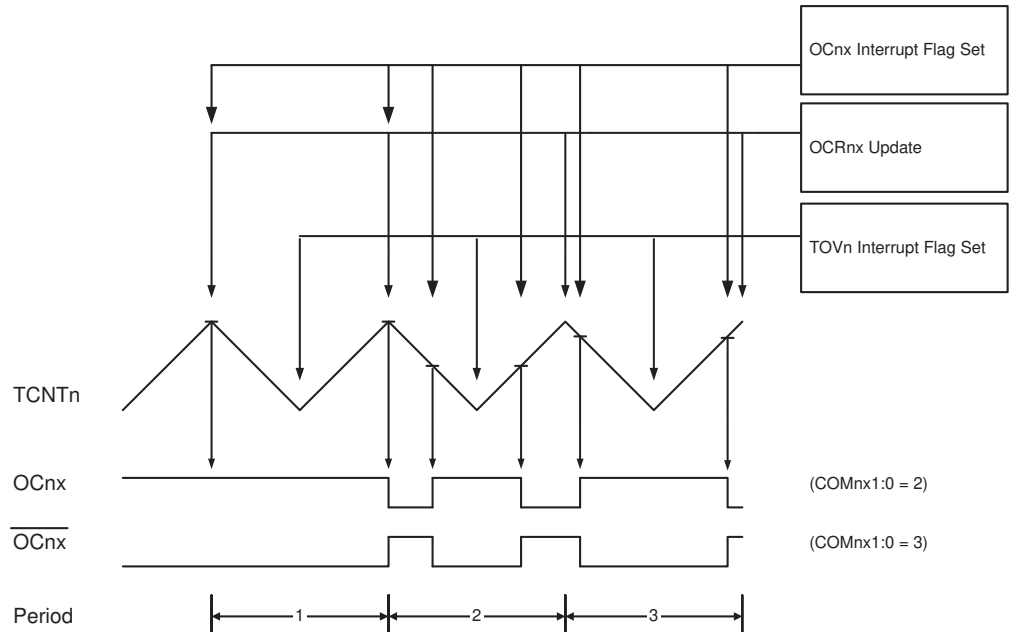 OCnx Interrupt Flag Set
OCRnx Update
TOVn Interrupt Flag Set
TCNTn
OCnx
(COMnx1:0 = 2)
OCnx
(COMnx1:0 = 3)
Period
1
2
3